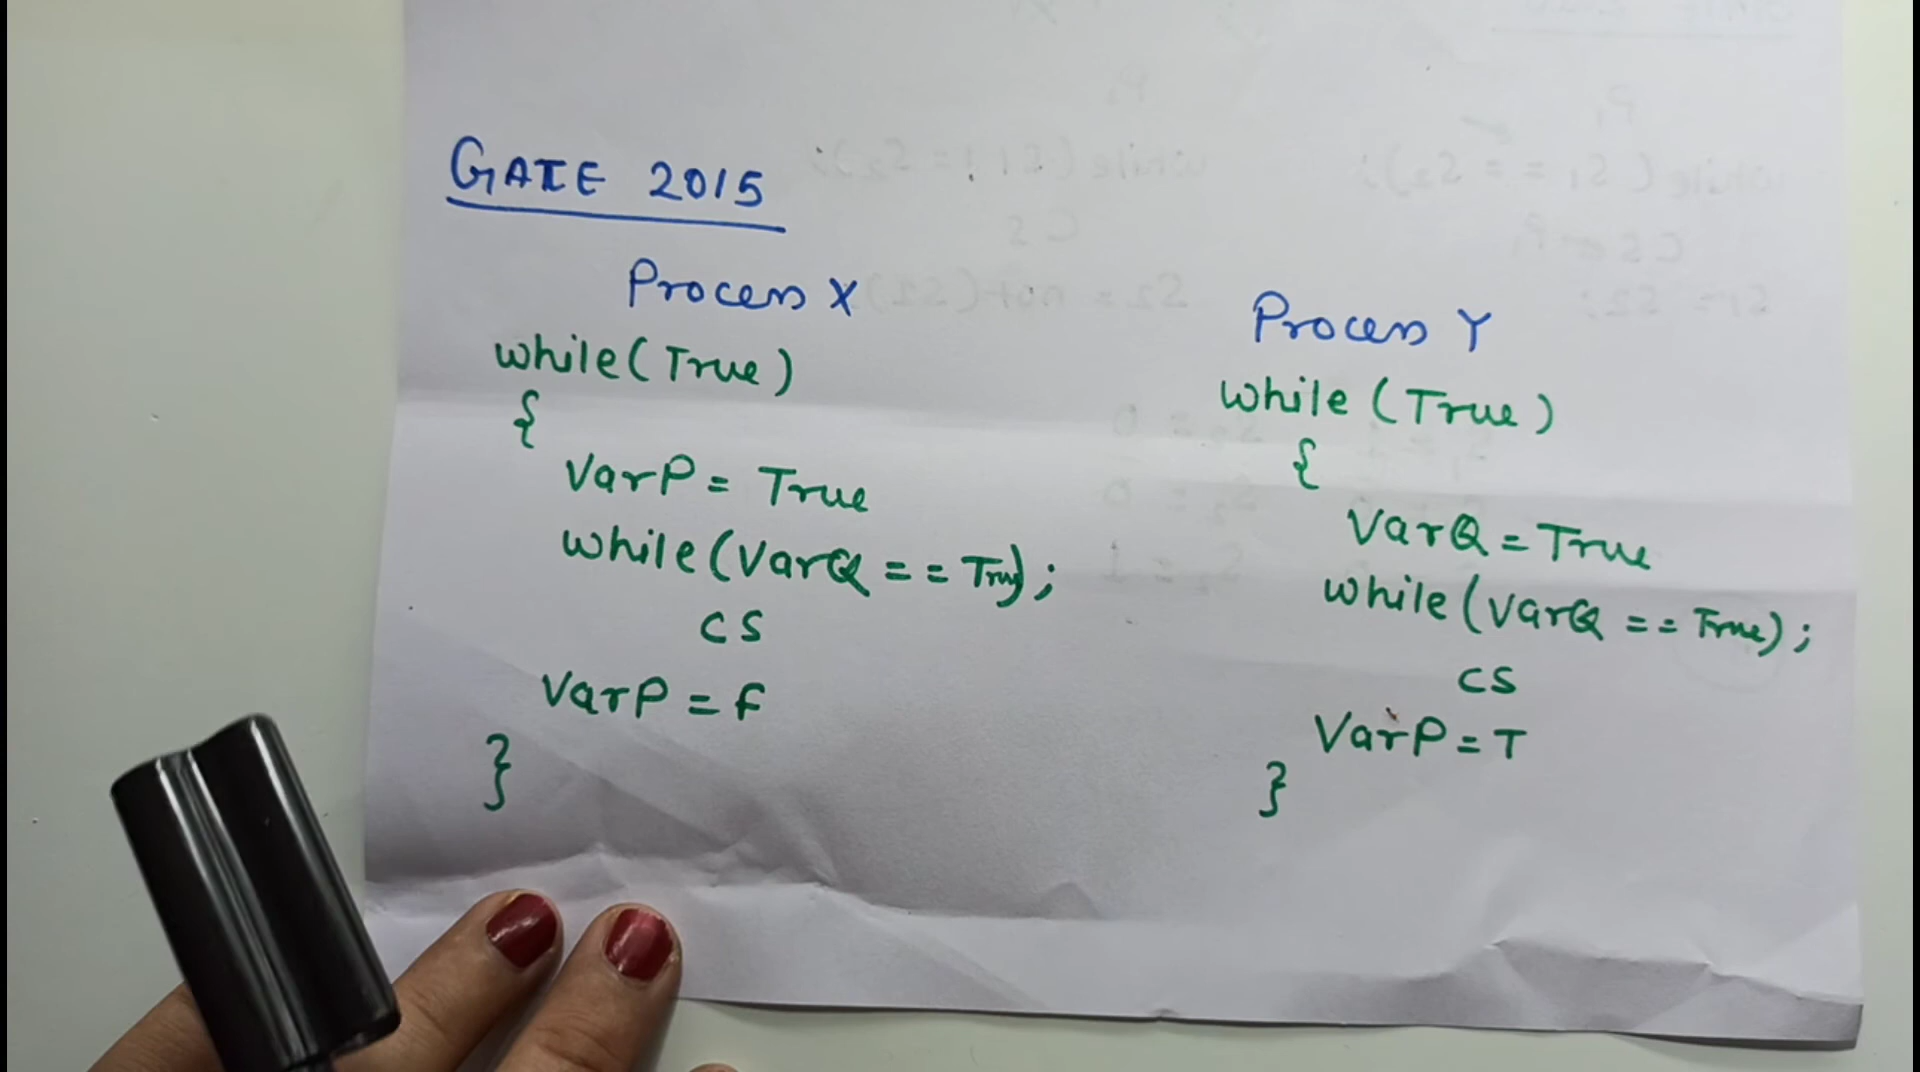 GATE 2015
Process X
while(True)
{
VarP = True
while(VarQ == True);
CS
VarP = F
}
Process Y
while (True)
{
VarQ = True
while(VarQ == True);
CS
VarP = T
}